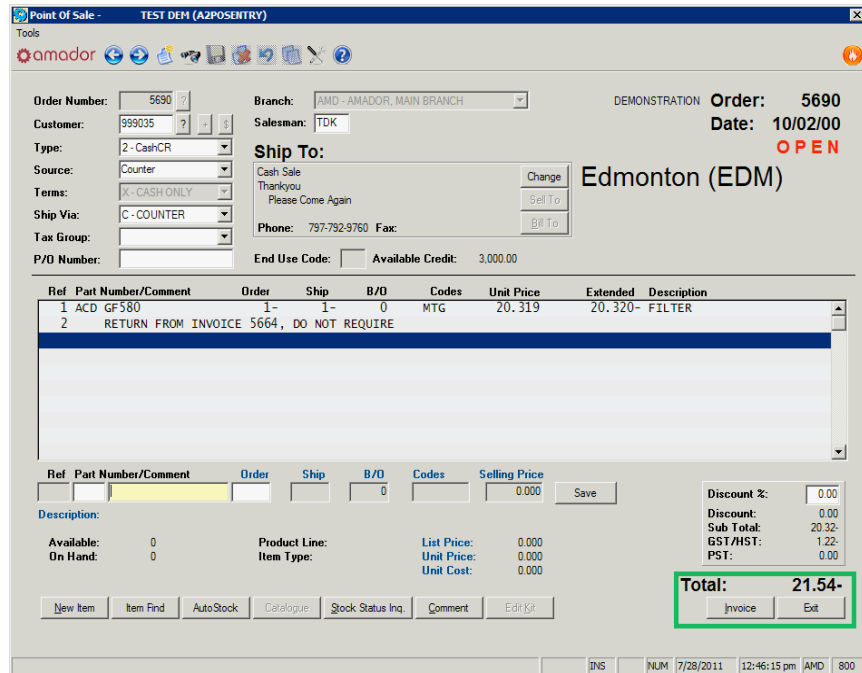 Point Of Sale - TEST DEM (A2POSENTRY)
Tools
amador
Order Number: 5690 ? Branch: AMD - AMADOR, MAIN BRANCH DEMONSTRATION Order: 5690
Customer: 999035 ? + $ Salesman: TDK Date: 10/02/00
Type: 2 - CashCR Ship To: OPEN
Source: Counter Cash Sale Change Edmonton (EDM)
Terms: X - CASH ONLY Thankyou Sell To
Ship Via: C - COUNTER Please Come Again Bill To
Tax Group: Phone: 797-792-9760 Fax:
P/O Number: End Use Code: Available Credit: 3,000.00
Ref Part Number/Comment Order Ship B/O Codes Unit Price Extended Description
1 ACD GF580 1- 1- 0 MTG 20.319 20.320- FILTER
2 RETURN FROM INVOICE 5664, DO NOT REQUIRE
Ref Part Number/Comment Order Ship B/O Codes Selling Price
0 0.000 Save Discount %: 0.00
Description: Discount: 0.00
Sub Total: 20.32-
Available: 0 Product Line: List Price: 0.000 GST/HST: 1.22-
On Hand: 0 Item Type: Unit Price: 0.000 PST: 0.00
Unit Cost: 0.000
Total: 21.54-
New Item Item Find AutoStock Catalogue Stock Status Inq. Comment Edit Kit Invoice Exit
INS NUM 7/28/2011 12:46:15 pm AMD 800